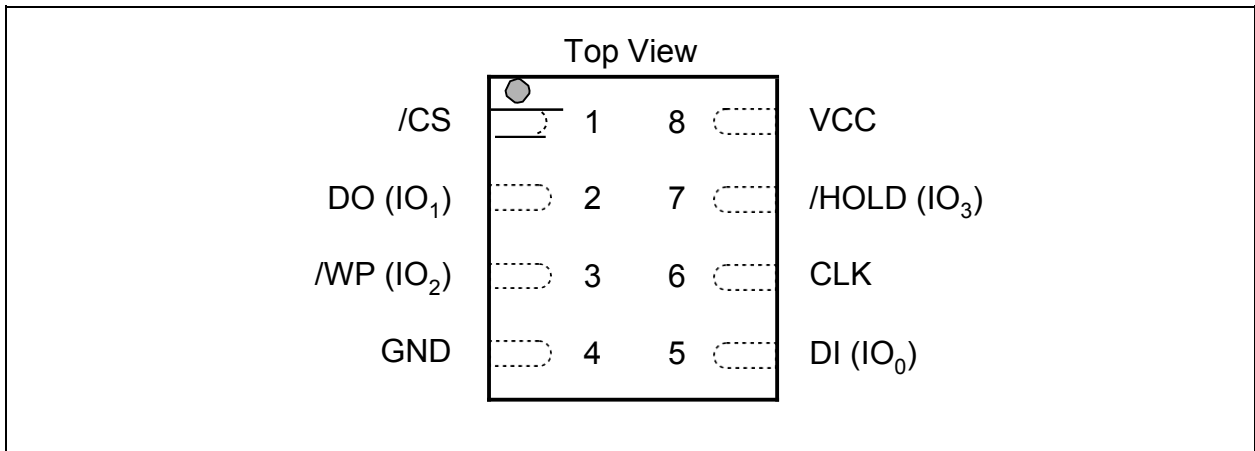 Top View
/CS 1 8 VCC
DO (IO₁) 2 7 /HOLD (IO₃)
/WP (IO₂) 3 6 CLK
GND 4 5 DI (IO₀)